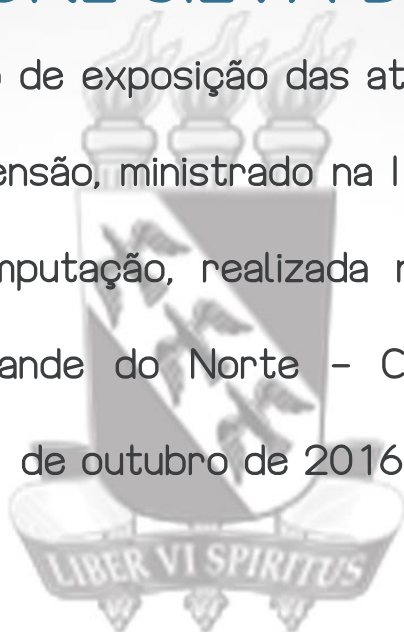 de exposição das at
ensão, ministrado na I
mputação, realizada
ande do Norte - C
de outubro de 2016
LIBER VI SPIRITUS